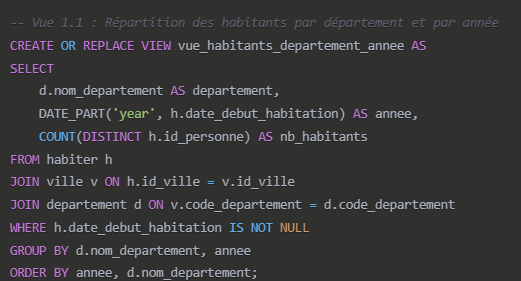 -- Vue 1.1 : Répartition des habitants par département et par année
CREATE OR REPLACE VIEW vue_habitants_departement_annee AS
SELECT
    d.nom_departement AS departement,
    DATE_PART('year', h.date_debut_habitation) AS annee,
    COUNT(DISTINCT h.id_personne) AS nb_habitants
FROM habiter h
JOIN ville v ON h.id_ville = v.id_ville
JOIN departement d ON v.code_departement = d.code_departement
WHERE h.date_debut_habitation IS NOT NULL
GROUP BY d.nom_departement, annee
ORDER BY annee, d.nom_departement;